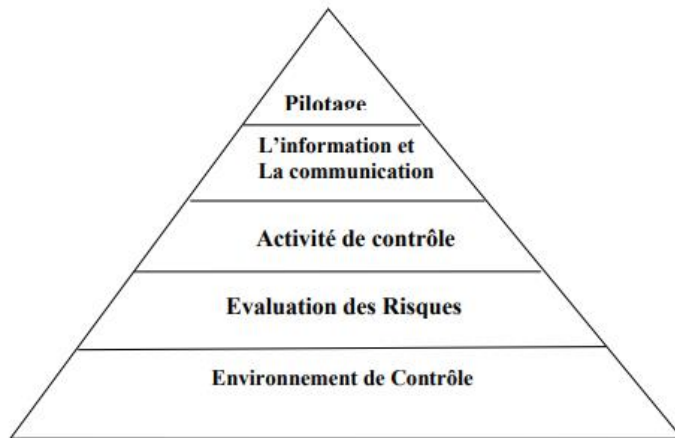 Pilotage
L'information et
La communication
Activité de contrôle
Evaluation des Risques
Environnement de Contrôle